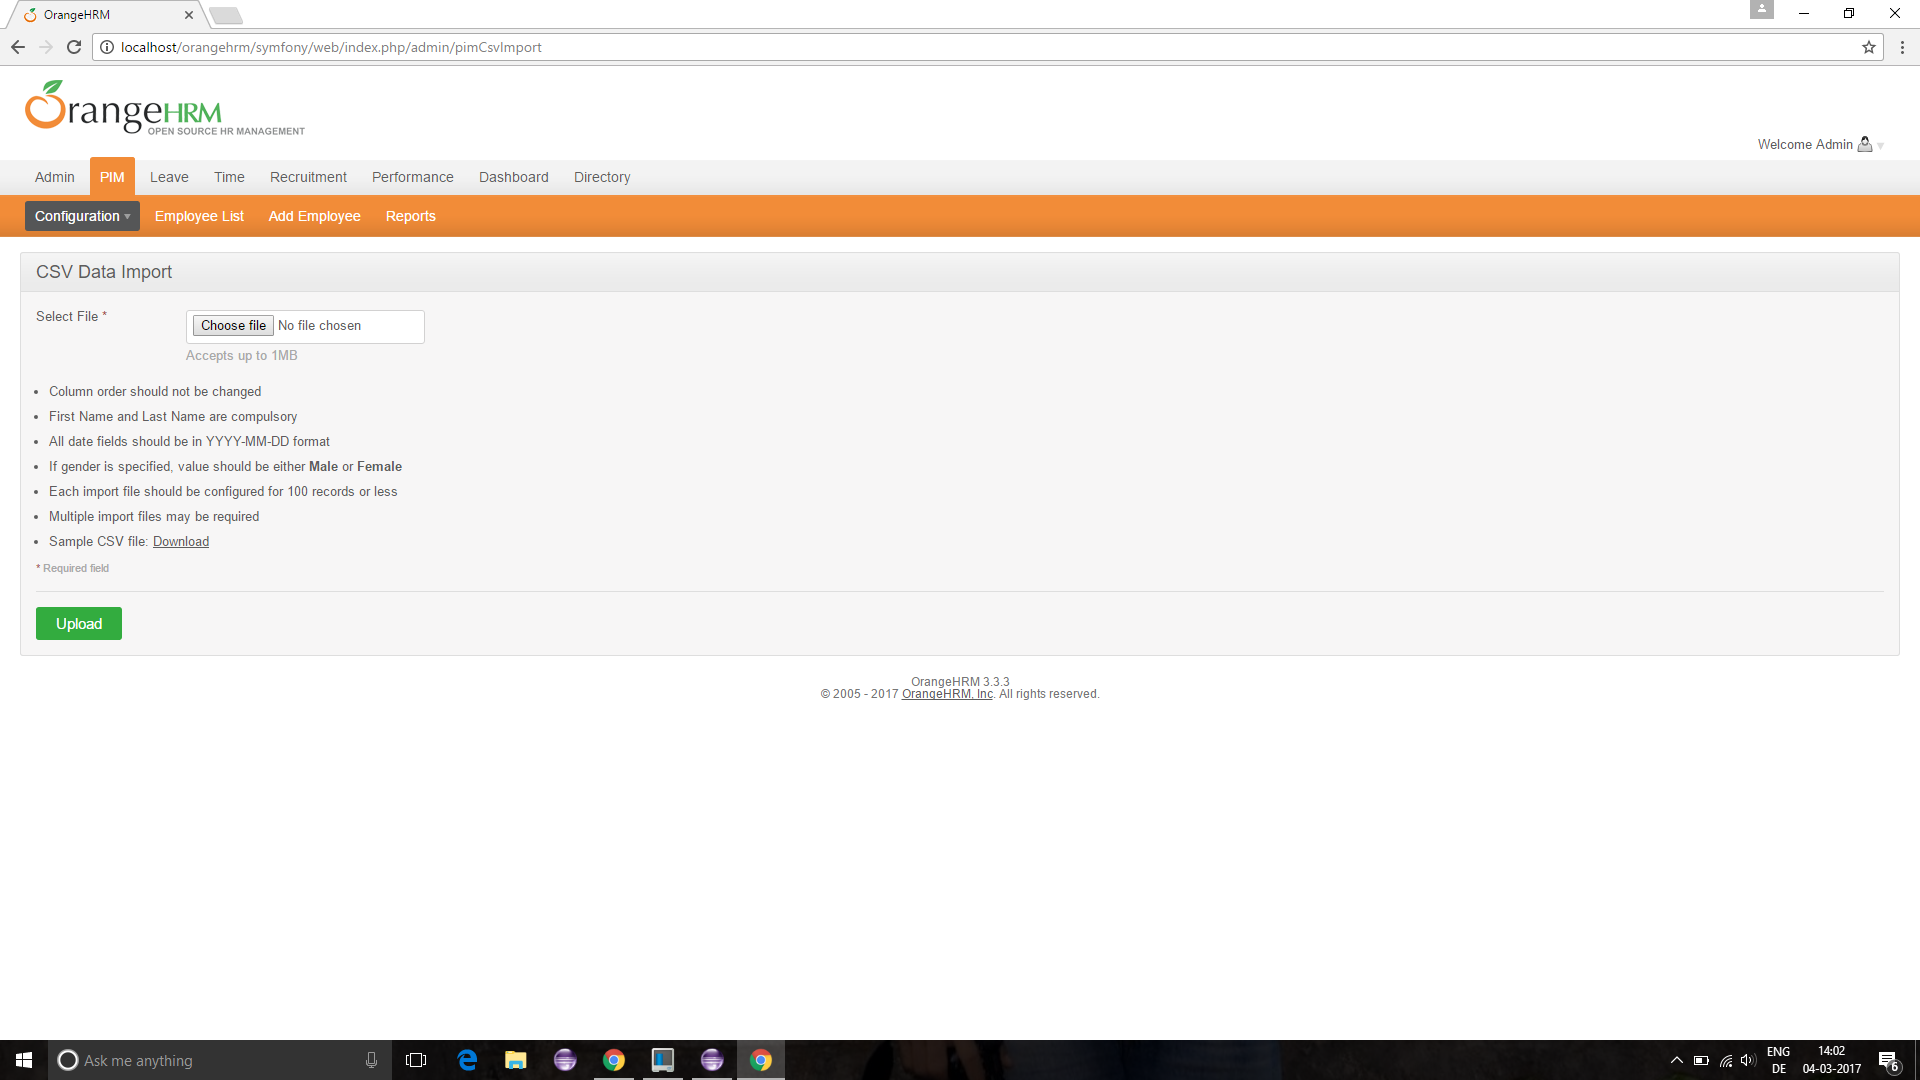 OrangeHRM
localhost/orangehrm/symfony/web/index.php/admin/pimCsvImport
OrangeHRM
OPEN SOURCE HR MANAGEMENT
Welcome Admin
Admin PIM Leave Time Recruitment Performance Dashboard Directory
Configuration Employee List Add Employee Reports
CSV Data Import
Select File *
Choose file No file chosen
Accepts up to 1MB
Column order should not be changed
First Name and Last Name are compulsory
All date fields should be in YYYY-MM-DD format
If gender is specified, value should be either Male or Female
Each import file should be configured for 100 records or less
Multiple import files may be required
Sample CSV file: Download
* Required field
Upload
OrangeHRM 3.3.3
© 2005 - 2017 OrangeHRM, Inc. All rights reserved.
Ask me anything
ENG
DE
14:02
04-03-2017
6